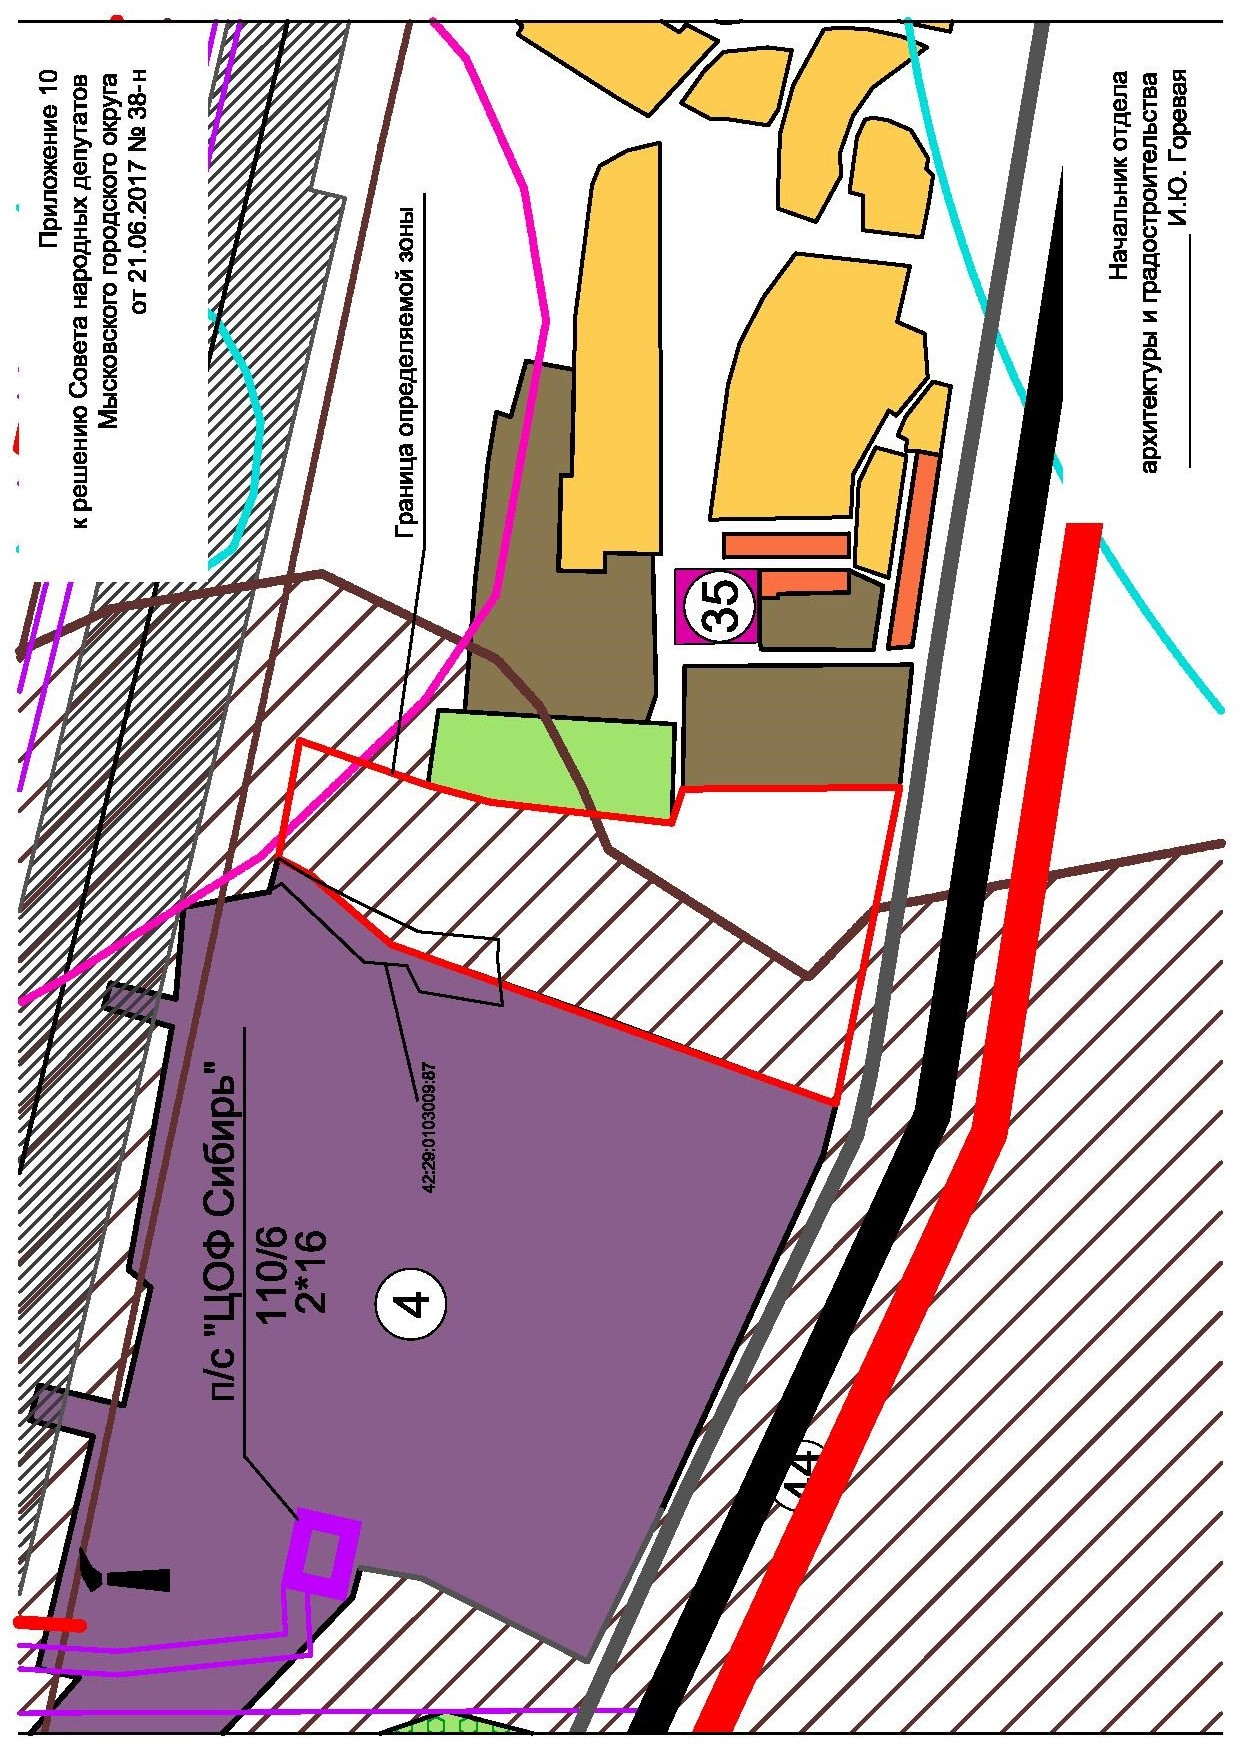 Приложение 10
к решению Совета народных депутатов
Мысковского городского округа
от 21.06.2017 № 38-н
Граница определяемой зоны
35
п/с "ЦОФ Сибирь"
110/6
2*16
4
42:29:0103009:87
44
Начальник отдела
архитектуры и градостроительства
И.Ю. Горевая